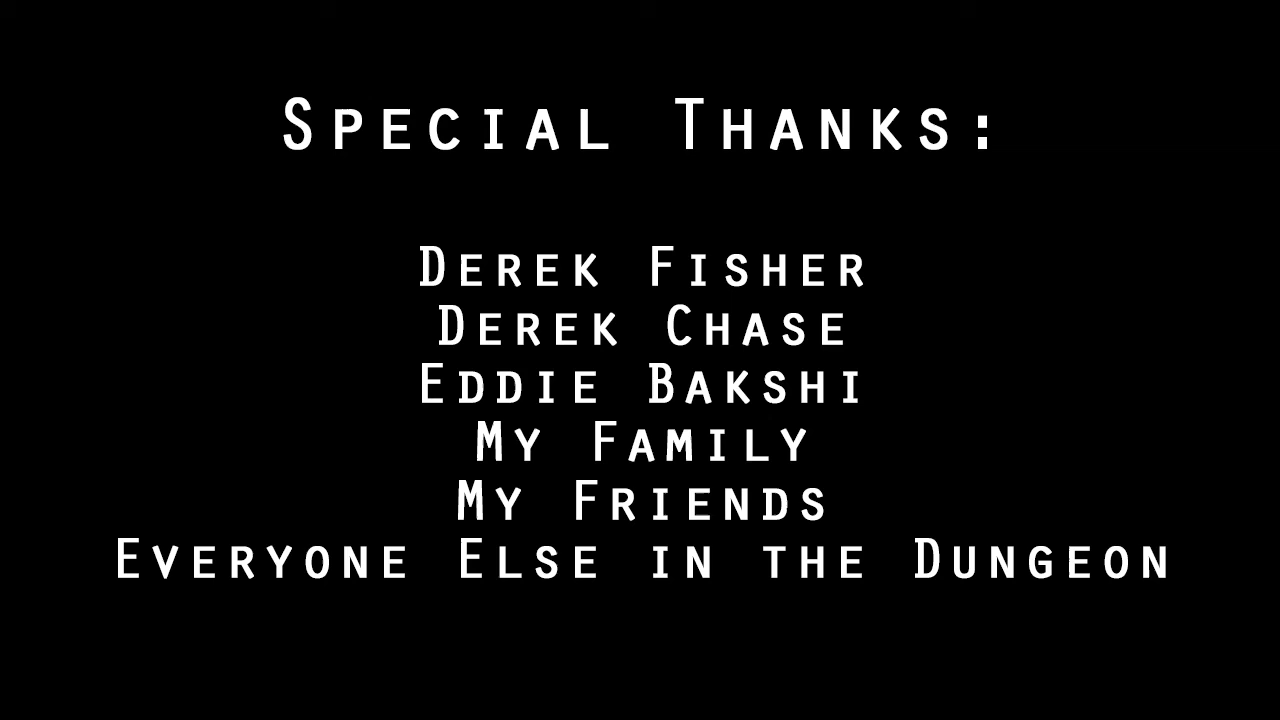 Special Thanks:
Derek Fisher
Derek Chase
Eddie Bakshi
My Family
My Friends
Everyone Else in the Dungeon